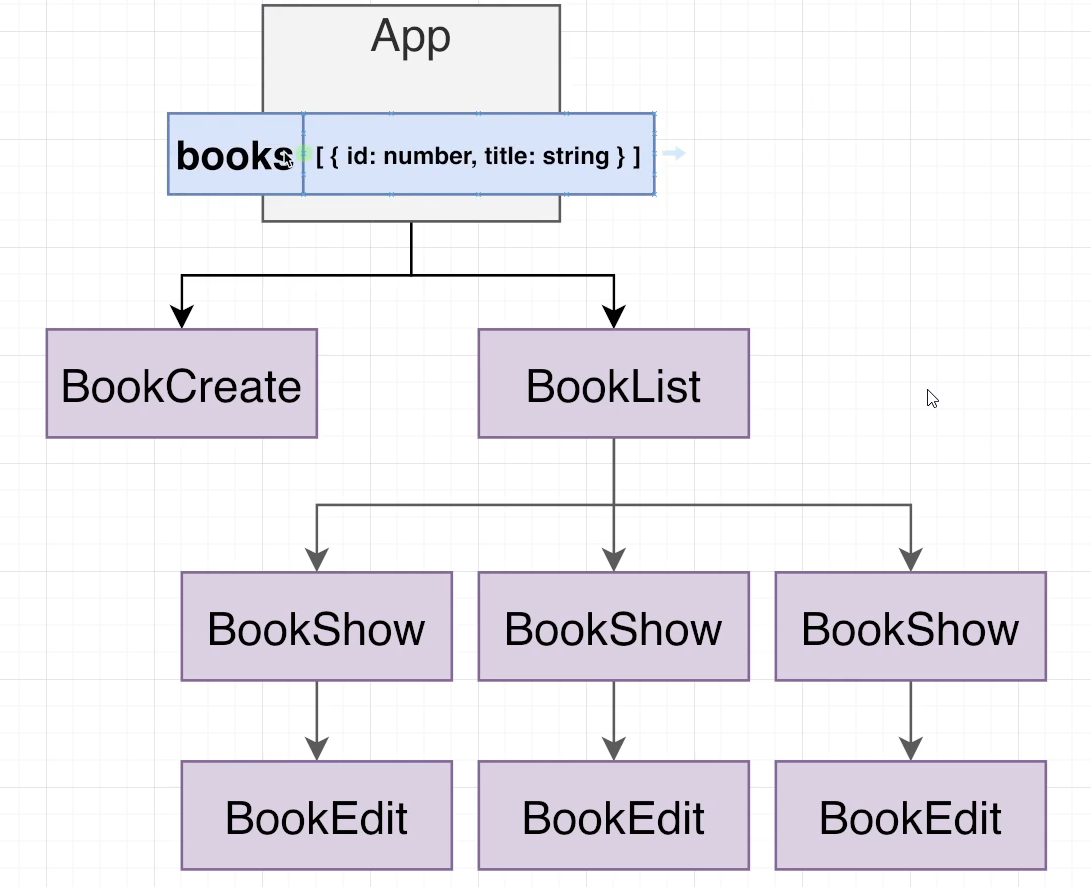 App
books [ { id: number, title: string } ]
BookCreate BookList
BookShow BookShow BookShow
BookEdit BookEdit BookEdit